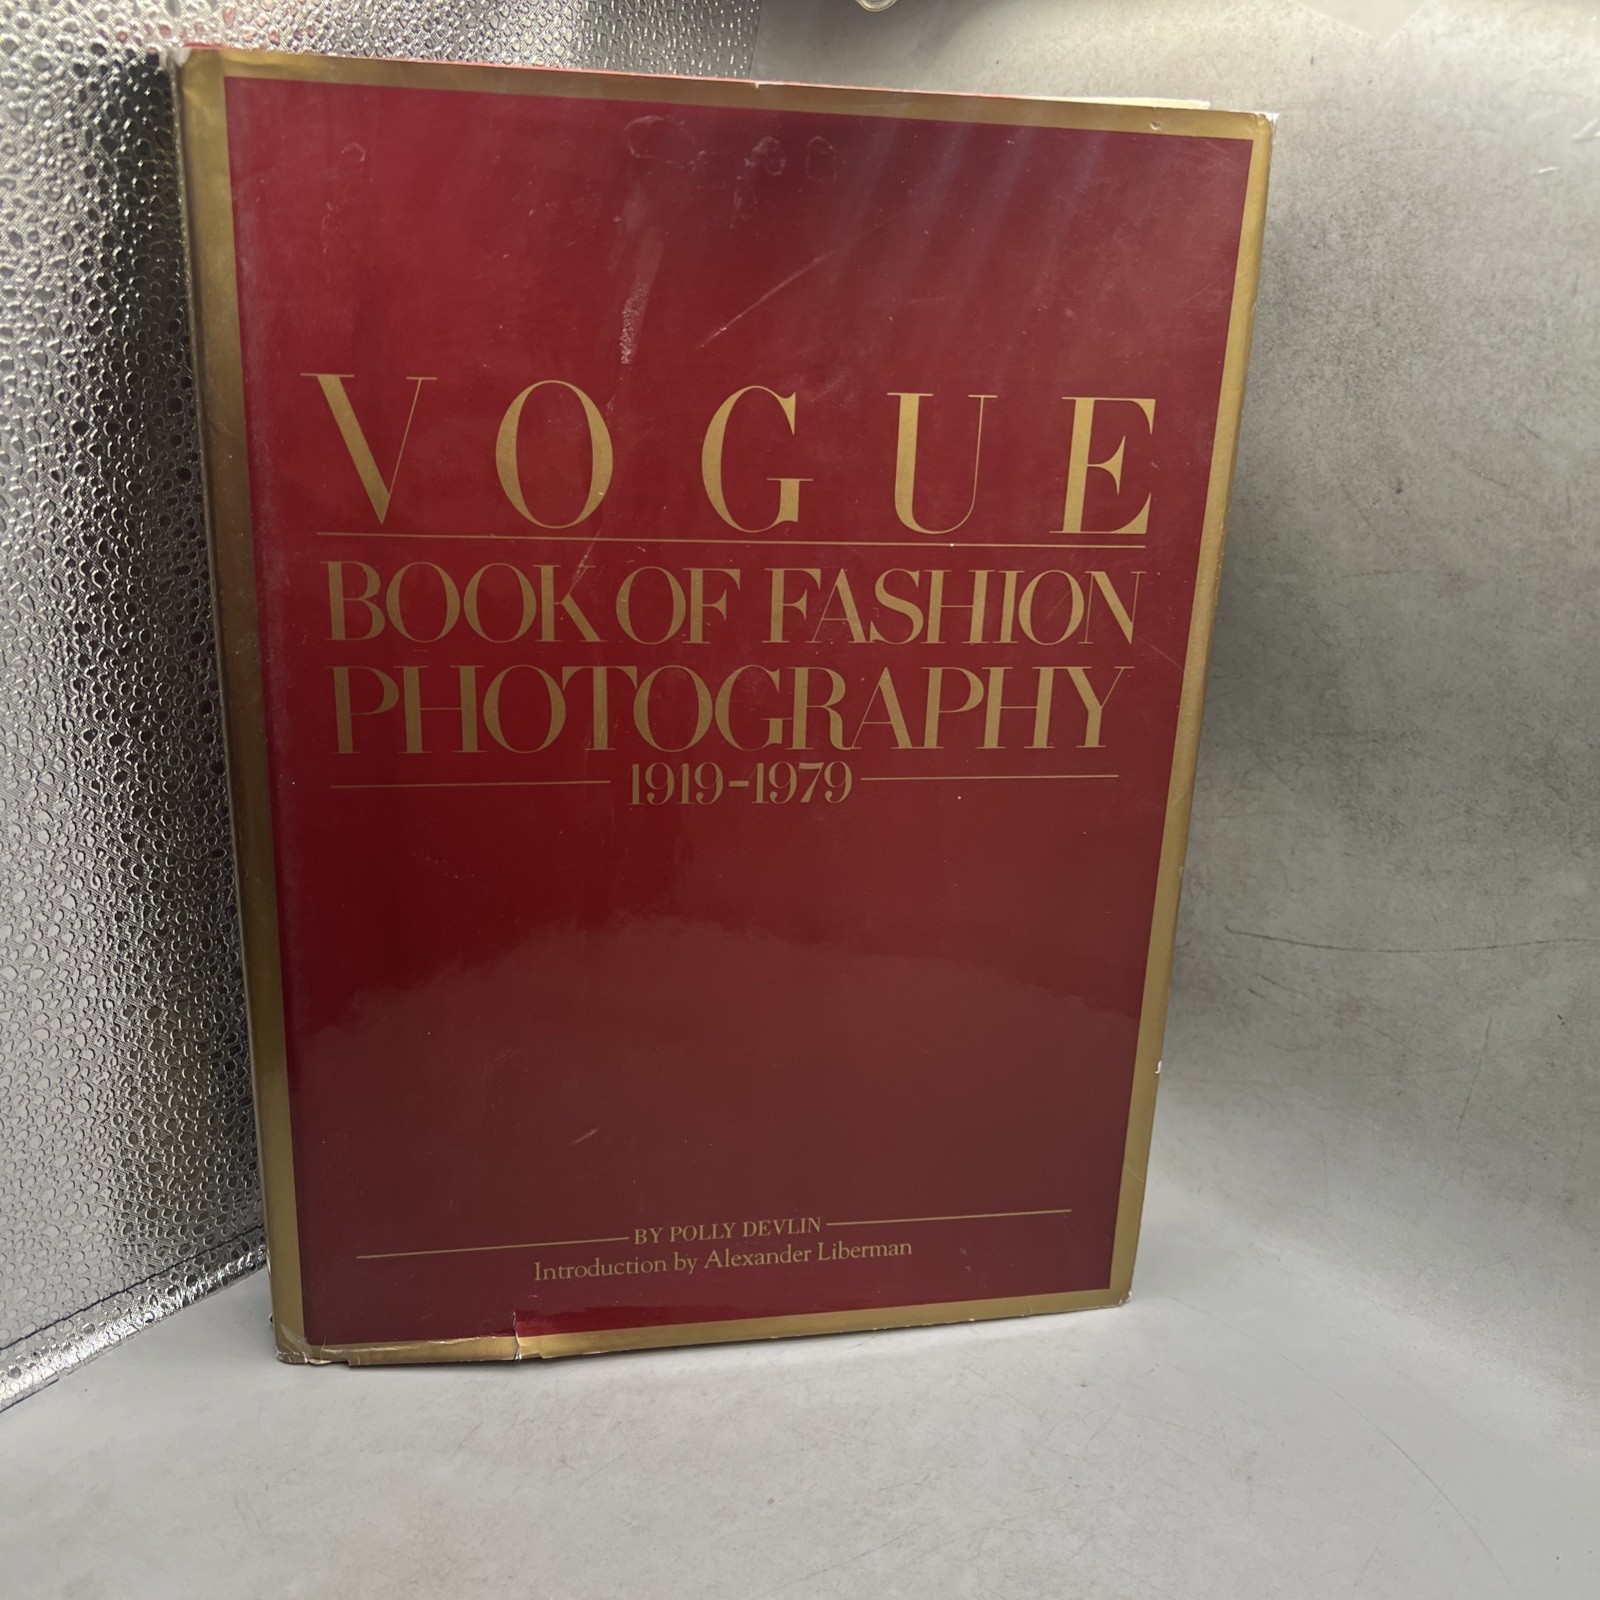 VOGUE
BOOK OF FASHION
PHOTOGRAPHY
1919-1979
BY POLLY DEVLIN
Introduction by Alexander Liberman